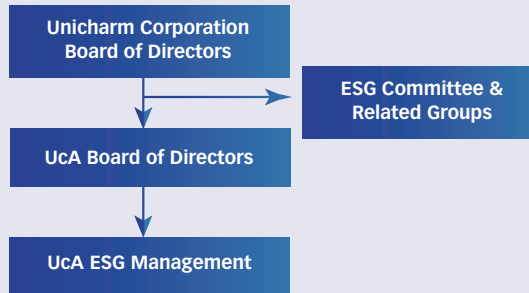 Unicharm Corporation
Board of Directors
ESG Committee &
Related Groups
UcA Board of Directors
UcA ESG Management